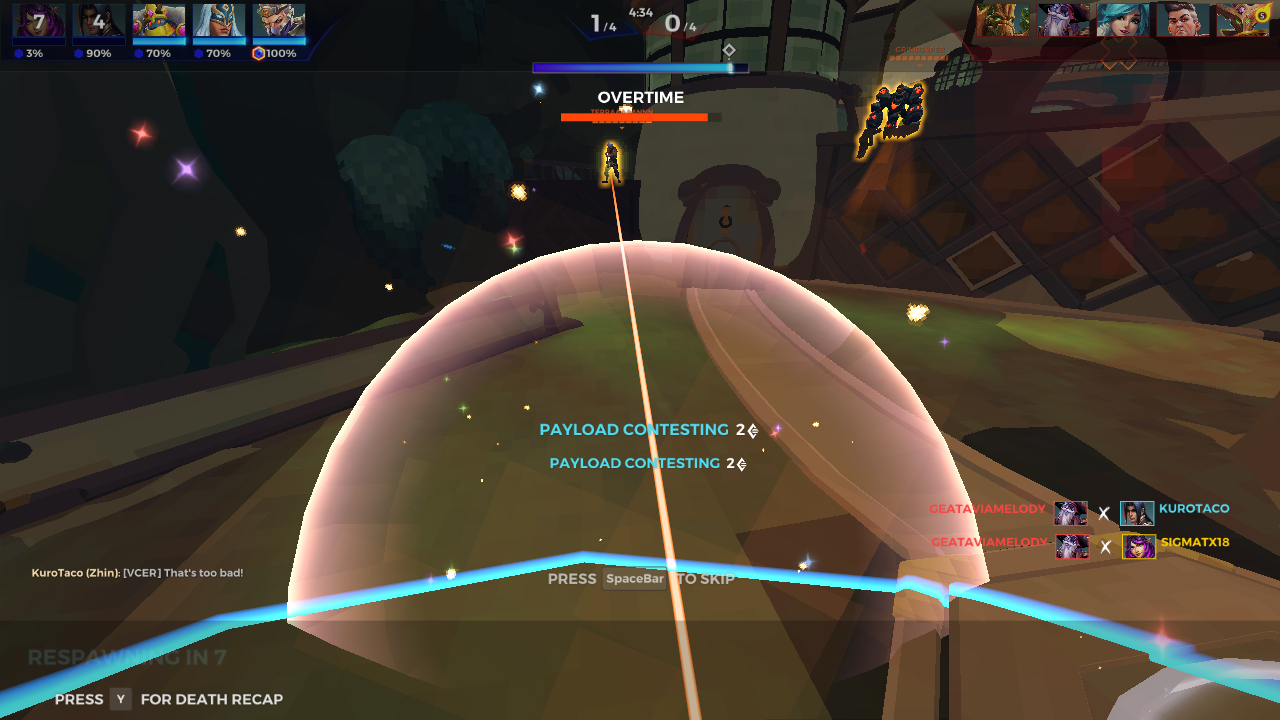 7
4
3%
90%
70%
70%
100%
1/4
4:34
0/4
5
OVERTIME
PAYLOAD CONTESTING 2
PAYLOAD CONTESTING 2
GEATAVIAMELODY X KUROTACO
GEATAVIAMELODY X SIGMATX18
KuroTaco (Zhin): [VCER] That's too bad!
PRESS SpaceBar TO SKIP
RESPAWNING IN 7
PRESS Y FOR DEATH RECAP